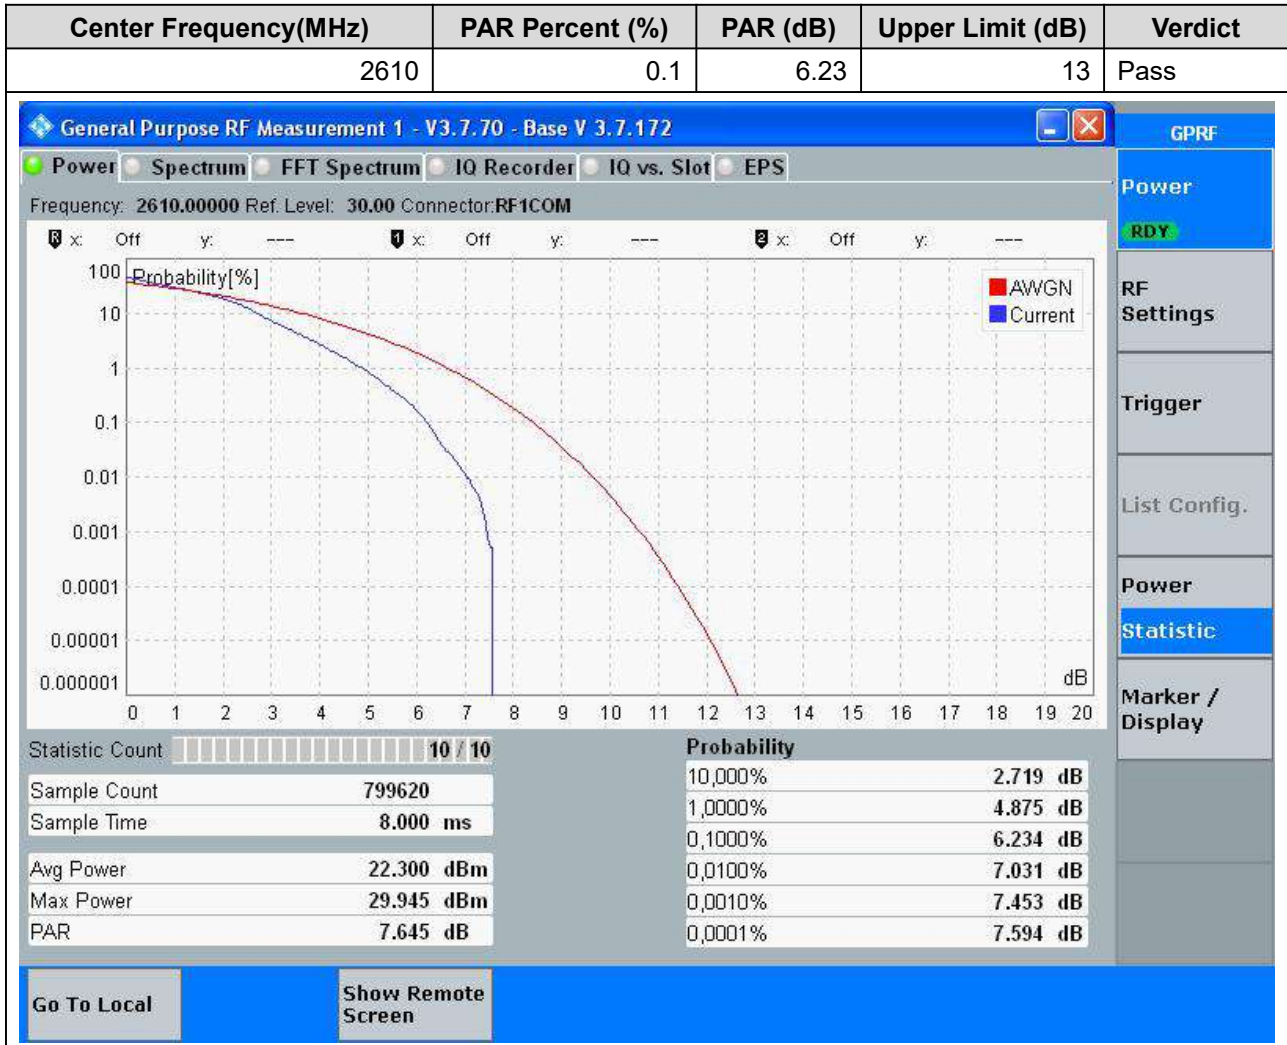 Center Frequency(MHz) PAR Percent (%) PAR (dB) Upper Limit (dB) Verdict
2610 0.1 6.23 13 Pass
General Purpose RF Measurement 1 - V3.7.70 - Base V 3.7.172
GPRF
Power Spectrum FFT Spectrum IQ Recorder IQ vs. Slot EPS
Power
RDY
Frequency: 2610.00000 Ref. Level: 30.00 Connector:RF1COM
R x: Off y: --- 1 x: Off y: --- 2 x: Off y: ---
Probability[%]
AWGN
Current
100
10
1
0.1
0.01
0.001
0.0001
0.00001
0.000001
dB
0 1 2 3 4 5 6 7 8 9 10 11 12 13 14 15 16 17 18 19 20
RF
Settings
Trigger
List Config.
Power
Statistic
Marker /
Display
Statistic Count 10 / 10
Sample Count 799620
Sample Time 8.000 ms
Avg Power 22.300 dBm
Max Power 29.945 dBm
PAR 7.645 dB
Probability
10,000% 2.719 dB
1,0000% 4.875 dB
0,1000% 6.234 dB
0,0100% 7.031 dB
0,0010% 7.453 dB
0,0001% 7.594 dB
Go To Local
Show Remote
Screen